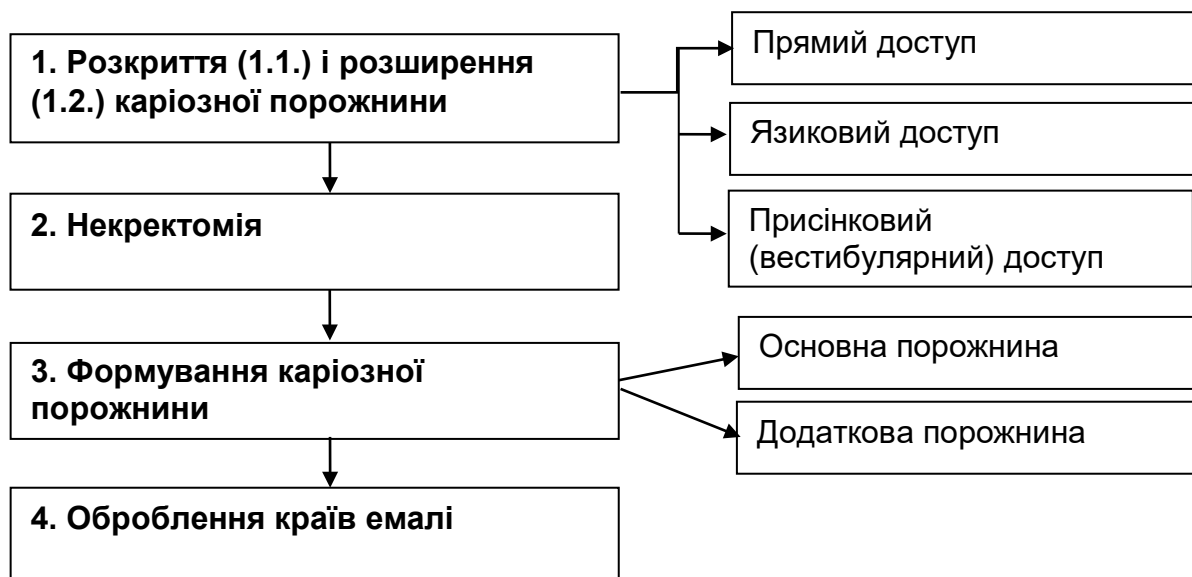 1. Розкриття (1.1.) і розширення
(1.2.) каріозної порожнини
Прямий доступ
Язиковий доступ
Присінковий
(вестибулярний) доступ
2. Некректомія
3. Формування каріозної
порожнини
Основна порожнина
Додаткова порожнина
4. Оброблення країв емалі